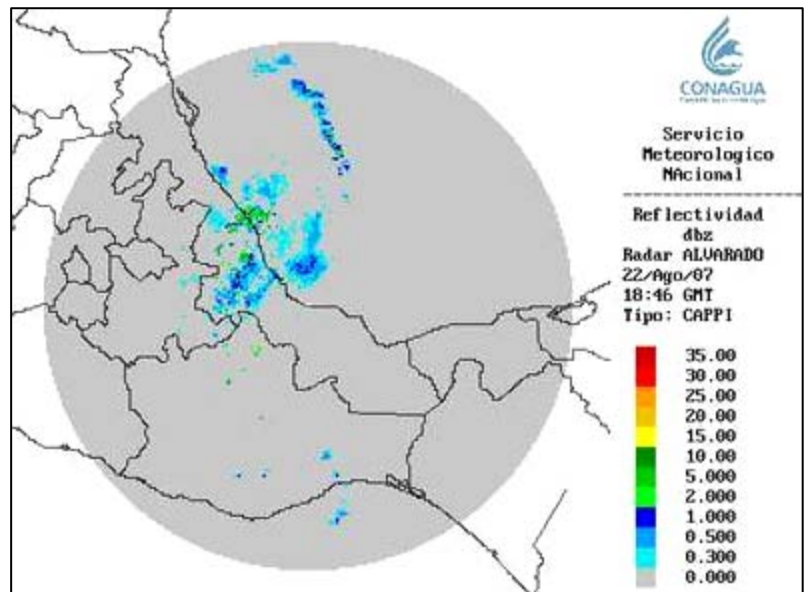 CONAGUA
Servicio
Meteorologico
NAcional
Reflectividad
dbz
Radar ALVARADO
22/Ago/07
18:46 GMT
Tipo: CAPPI
35.00
30.00
25.00
20.00
15.00
10.00
5.000
2.000
1.000
0.500
0.300
0.000